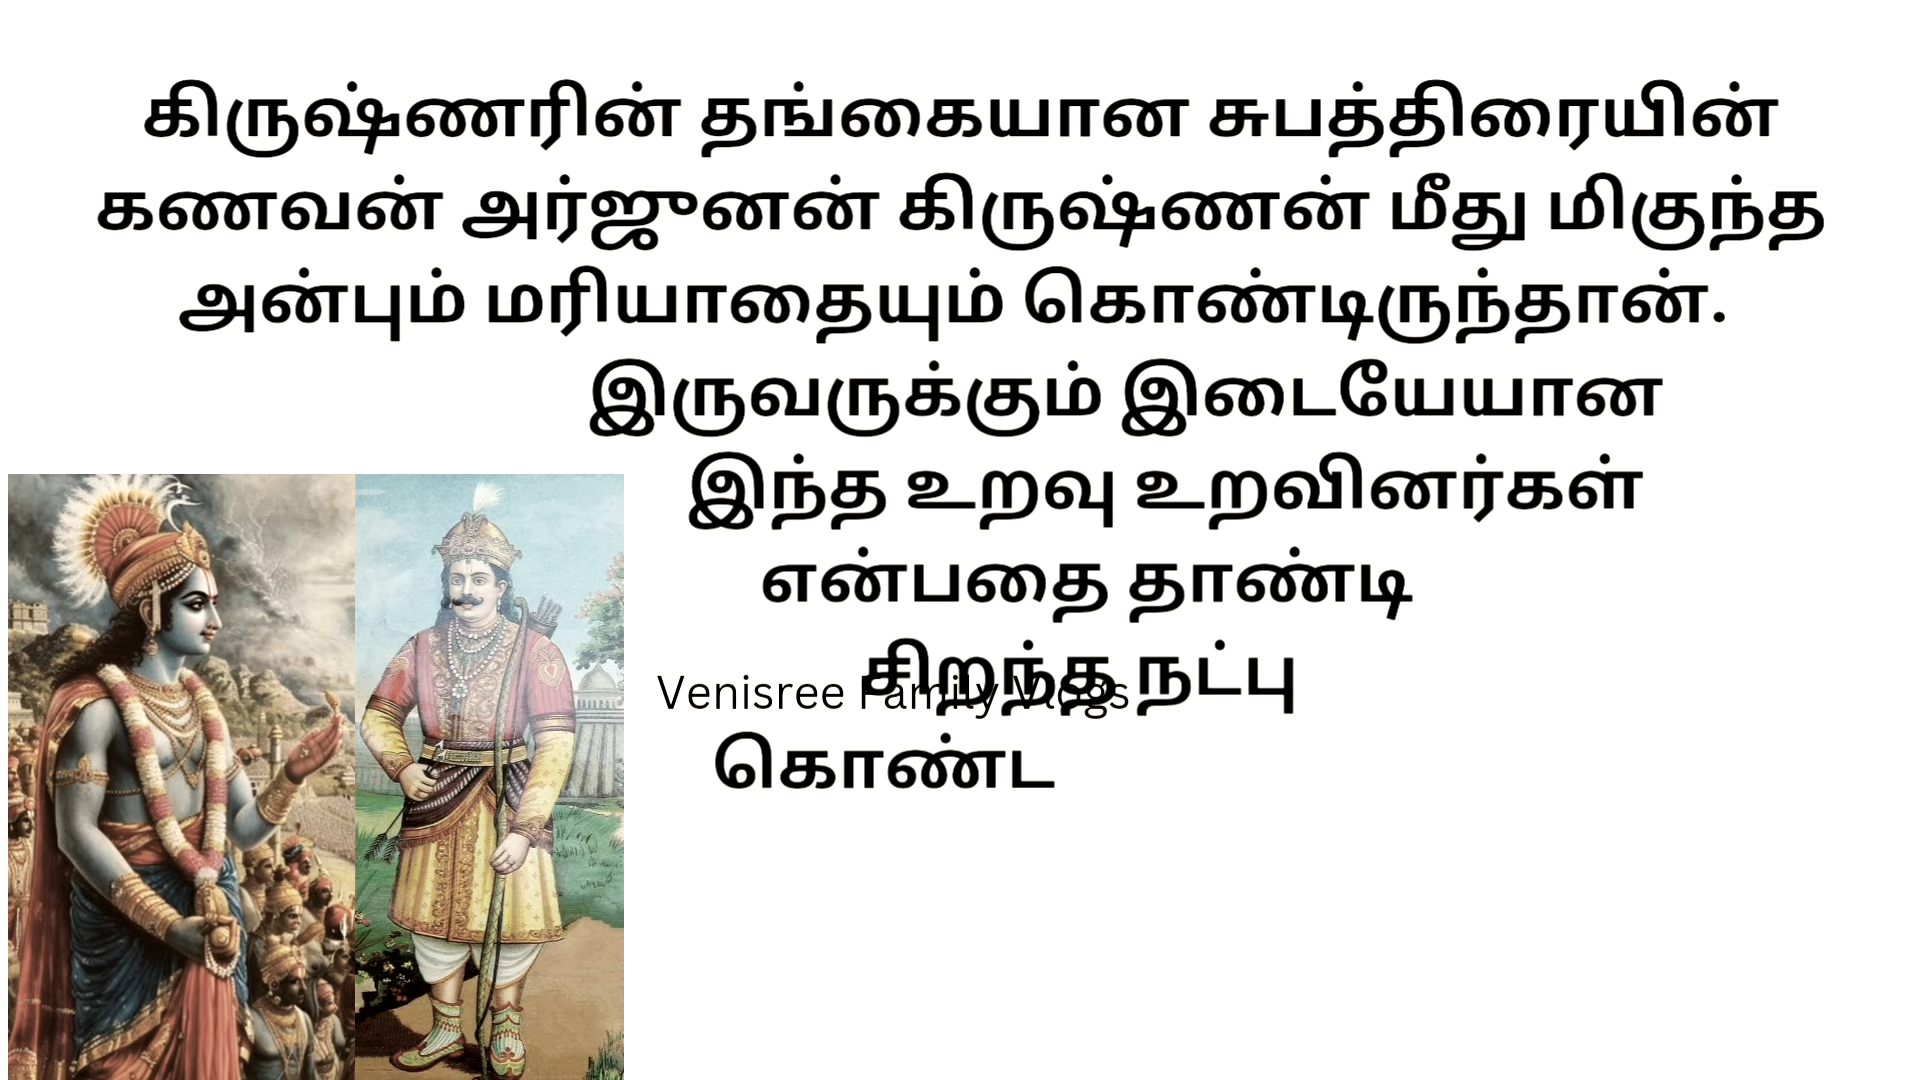 கிருஷ்ணரின் தங்கையான சுபத்திரையின்
கணவன் அர்ஜுனன் கிருஷ்ணன் மீது மிகுந்த
அன்பும் மரியாதையும் கொண்டிருந்தான்.
இருவருக்கும் இடையேயான
இந்த உறவு உறவினர்கள்
என்பதை தாண்டி
சிறந்த நட்பு
Venisree Family Vlogs
கொண்ட